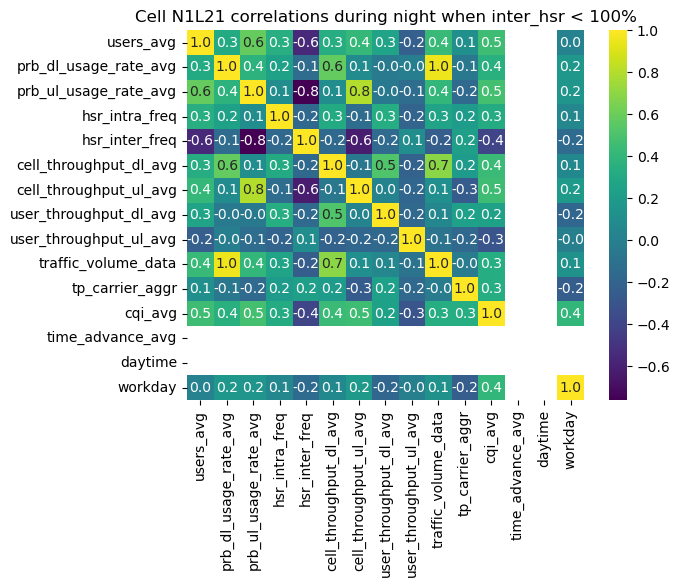 Cell N1L21 correlations during night when inter_hsr < 100%
users_avg 1.0 0.3 0.6 0.3 -0.6 0.3 0.4 0.3 -0.2 0.4 0.1 0.5 0.0
prb_dl_usage_rate_avg 0.3 1.0 0.4 0.2 -0.1 0.6 0.1 -0.0 -0.0 1.0 -0.1 0.4 0.2
prb_ul_usage_rate_avg 0.6 0.4 1.0 0.1 -0.8 0.1 0.8 -0.0 -0.1 0.4 -0.2 0.5 0.2
hsr_intra_freq 0.3 0.2 0.1 1.0 -0.2 0.3 -0.1 0.3 -0.2 0.3 0.2 0.3 0.1
hsr_inter_freq -0.6 -0.1 -0.8 -0.2 1.0 -0.2 -0.6 -0.2 0.1 -0.2 0.2 -0.4 -0.2
cell_throughput_dl_avg 0.3 0.6 0.1 0.3 -0.2 1.0 -0.1 0.5 -0.2 0.7 0.2 0.4 0.1
cell_throughput_ul_avg 0.4 0.1 0.8 -0.1 -0.6 -0.1 1.0 0.0 -0.2 0.1 -0.3 0.5 0.2
user_throughput_dl_avg 0.3 -0.0 -0.0 0.3 -0.2 0.5 0.0 1.0 -0.2 0.1 0.2 0.2 -0.2
user_throughput_ul_avg -0.2 -0.0 -0.1 -0.2 0.1 -0.2 -0.2 -0.2 1.0 -0.1 -0.2 -0.3 -0.0
traffic_volume_data 0.4 1.0 0.4 0.3 -0.2 0.7 0.1 0.1 -0.1 1.0 -0.0 0.3 0.1
tp_carrier_aggr 0.1 -0.1 -0.2 0.2 0.2 0.2 -0.3 0.2 -0.2 -0.0 1.0 0.3 -0.2
cqi_avg 0.5 0.4 0.5 0.3 -0.4 0.4 0.5 0.2 -0.3 0.3 0.3 1.0 0.4
time_advance_avg
daytime
workday 0.0 0.2 0.2 0.1 -0.2 0.1 0.2 -0.2 -0.0 0.1 -0.2 0.4 1.0
users_avg
prb_dl_usage_rate_avg
prb_ul_usage_rate_avg
hsr_intra_freq
hsr_inter_freq
cell_throughput_dl_avg
cell_throughput_ul_avg
user_throughput_dl_avg
user_throughput_ul_avg
traffic_volume_data
tp_carrier_aggr
cqi_avg
time_advance_avg
daytime
workday
1.0
0.8
0.6
0.4
0.2
0.0
−0.2
−0.4
−0.6